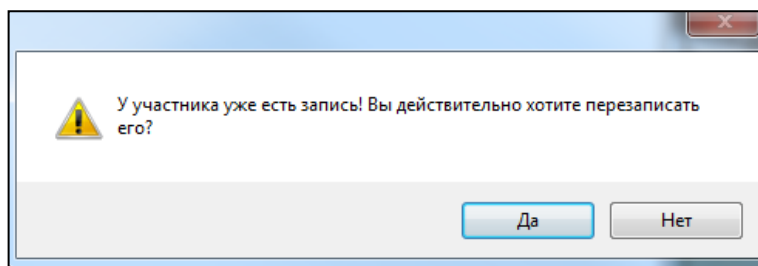 У участника уже есть запись! Вы действительно хотите перезаписать
его?
Да
Нет